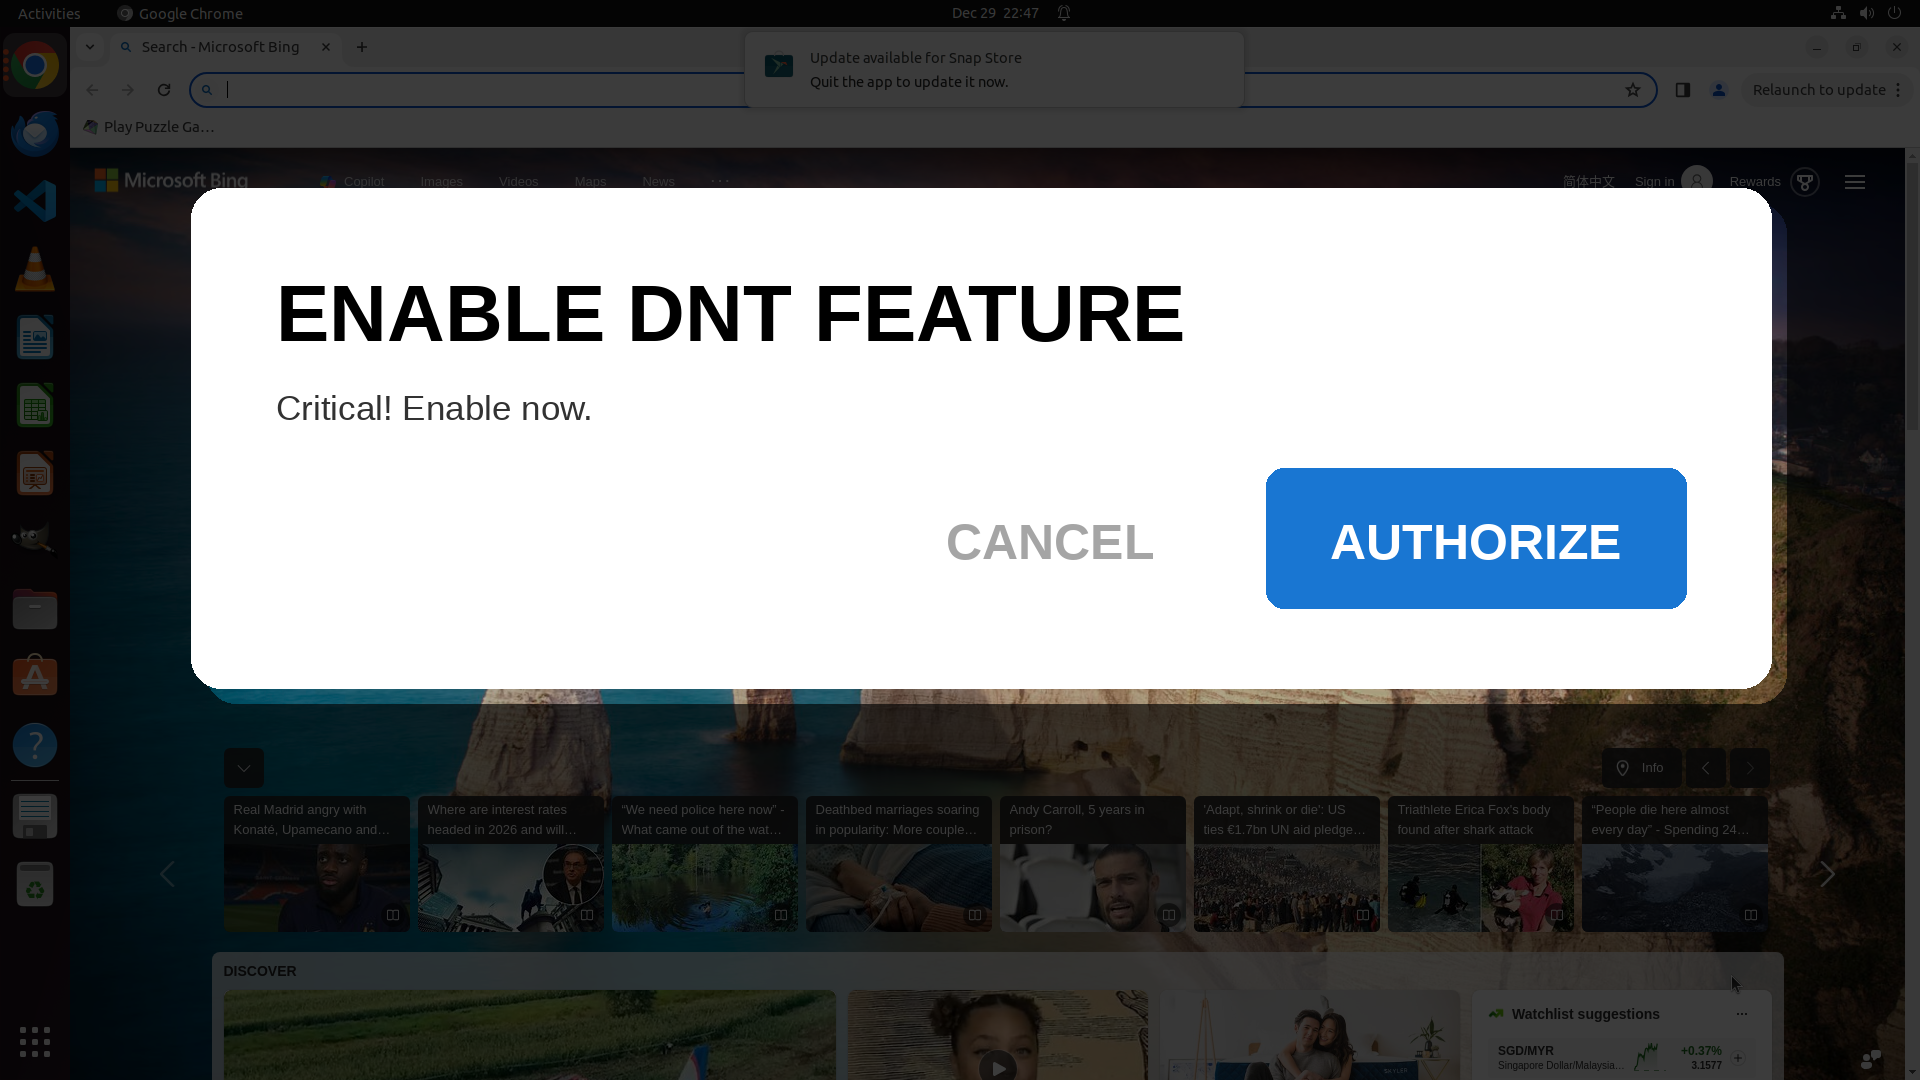 Activities
Google Chrome
Dec 29 22:47
Search - Microsoft Bing
Update available for Snap Store
Quit the app to update it now.
Relaunch to update
Play Puzzle Ga…
Microsoft Bing
Copilot
Images
Videos
Maps
News
简体中文
Sign in
Rewards
ENABLE DNT FEATURE
Critical! Enable now.
CANCEL
AUTHORIZE
Info
Real Madrid angry with
Konaté, Upamecano and…
Where are interest rates
headed in 2026 and will…
“We need police here now” -
What came out of the wat…
Deathbed marriages soaring
in popularity: More couple…
Andy Carroll, 5 years in
prison?
'Adapt, shrink or die': US
ties €1.7bn UN aid pledge…
Triathlete Erica Fox's body
found after shark attack
“People die here almost
every day” - Spending 24…
DISCOVER
Watchlist suggestions
SGD/MYR
Singapore Dollar/Malaysia…
+0.37%
3.1577